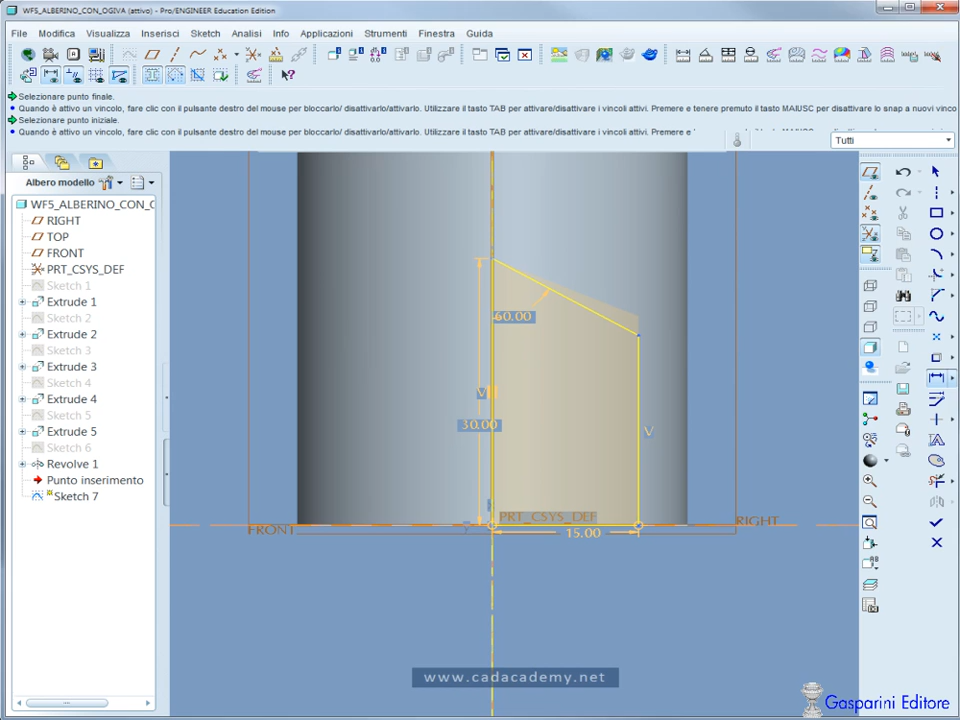 WF5_ALBERINO_CON_OGIVA (attivo) - Pro/ENGINEER Education Edition
File Modifica Visualizza Inserisci Sketch Analisi Info Applicazioni Strumenti Finestra Guida
Selezionare punto finale.
Quando è attivo un vincolo, fare clic con il pulsante destro del mouse per bloccarlo/ disattivarlo/attivarlo. Utilizzare il tasto TAB per attivare/disattivare i vincoli attivi. Premere e tenere premuto il tasto MAIUSC per disattivare lo snap a nuovi vinco
Selezionare punto iniziale.
Quando è attivo un vincolo, fare clic con il pulsante destro del mouse per bloccarlo/ disattivarlo/attivarlo. Utilizzare il tasto TAB per attivare/disattivare i vincoli attivi. Premere e
Tutti
Albero modello
WF5_ALBERINO_CON_O
RIGHT
TOP
FRONT
PRT_CSYS_DEF
Sketch 1
Extrude 1
Sketch 2
Extrude 2
Sketch 3
Extrude 3
Sketch 4
Extrude 4
Sketch 5
Extrude 5
Sketch 6
Revolve 1
Punto inserimento
Sketch 7
60.00
V
30.00
V
PRT_CSYS_DEF
FRONT
RIGHT
15.00
www.cadacademy.net
Gasparini Editore